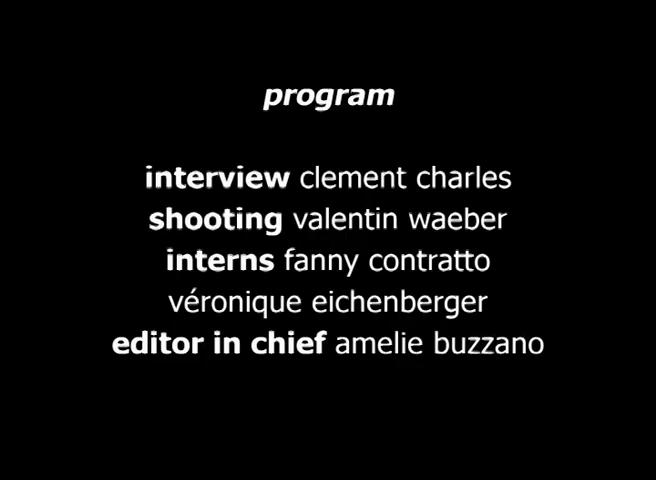 program
interview clement charles
shooting valentin waeber
interns fanny contratto
véronique eichenberger
editor in chief amelie buzzano